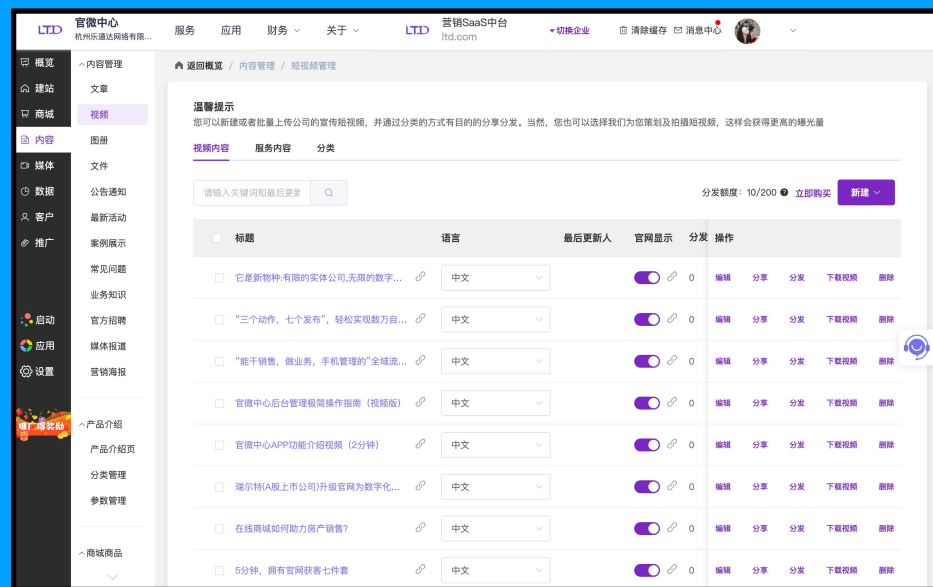 LTD 官微中心
杭州乐通达网络有限...
服务 应用 财务 关于
LTD 营销SaaS中台
ltd.com
切换企业 清除缓存 消息中心
概览
建站
商城
内容
媒体
数据
客户
推广
启动
应用
设置
推广得奖励
内容管理
文章
视频
图册
文件
公告通知
最新活动
案例展示
常见问题
业务知识
官方招聘
媒体报道
营销海报
产品介绍
产品介绍页
分类管理
参数管理
商城商品
返回概览 / 内容管理 / 短视频管理
温馨提示
您可以新建或者批量上传公司的宣传短视频，并通过分类的方式有目的的分享分发。当然，您也可以选择我们为您策划及拍摄短视频，这样会获得更高的曝光量
视频内容 服务内容 分类
请输入关键词和最后更新
分发额度：10/200 ? 立即购买 新建
标题 语言 最后更新人 官网显示 分发 操作
它是新物种:有限的实体公司,无限的数字... 中文 0 编辑 分享 分发 下载视频 删除
“三个动作，七个发布”，轻松实现数万自... 中文 0 编辑 分享 分发 下载视频 删除
“能干销售，做业务，手机管理的”全域流... 中文 0 编辑 分享 分发 下载视频 删除
官微中心后台管理极简操作指南（视频版） 中文 0 编辑 分享 分发 下载视频 删除
官微中心APP功能介绍视频（2分钟） 中文 0 编辑 分享 分发 下载视频 删除
瑞尔特(A股上市公司)升级官网为数字化... 中文 0 编辑 分享 分发 下载视频 删除
在线商城如何助力房产销售? 中文 0 编辑 分享 分发 下载视频 删除
5分钟，拥有官网获客七件套 中文 0 编辑 分享 分发 下载视频 删除